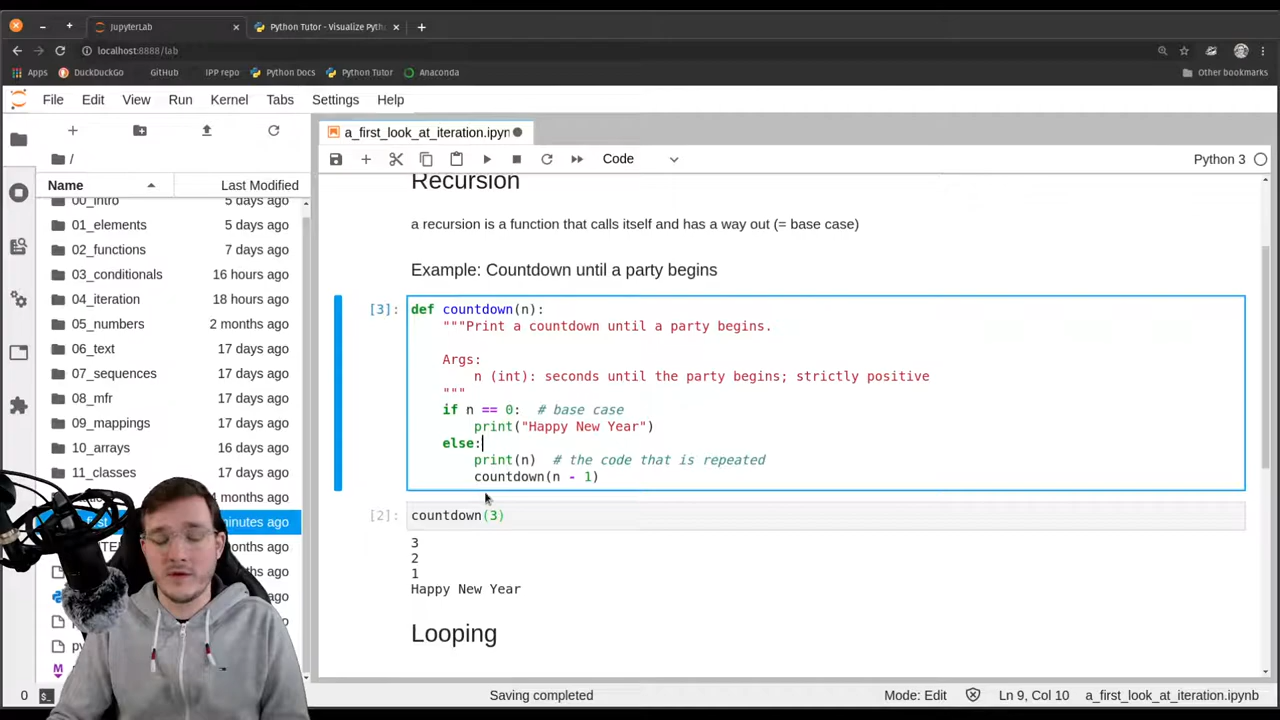 JupyterLab
Python Tutor - Visualize Pyth
localhost:8888/lab
Apps DuckDuckGo GitHub IPP repo Python Docs Python Tutor Anaconda Other bookmarks
File Edit View Run Kernel Tabs Settings Help
a_first_look_at_iteration.ipyn
/
Code
Python 3
Name Last Modified
00_intro 5 days ago
01_elements 5 days ago
02_functions 7 days ago
03_conditionals 16 hours ago
04_iteration 18 hours ago
05_numbers 2 months ago
06_text 17 days ago
07_sequences 17 days ago
08_mfr 17 days ago
09_mappings 17 days ago
10_arrays 17 days ago
11_classes 17 days ago
months ago
minutes ago
months ago
ago
ago
ago
ago
ago
Recursion
a recursion is a function that calls itself and has a way out (= base case)
Example: Countdown until a party begins
[3]: def countdown(n):
"""Print a countdown until a party begins.
Args:
n (int): seconds until the party begins; strictly positive
"""
if n == 0: # base case
print("Happy New Year")
else:
print(n) # the code that is repeated
countdown(n - 1)
[2]: countdown(3)
3
2
1
Happy New Year
Looping
0 $_ Saving completed Mode: Edit Ln 9, Col 10 a_first_look_at_iteration.ipynb